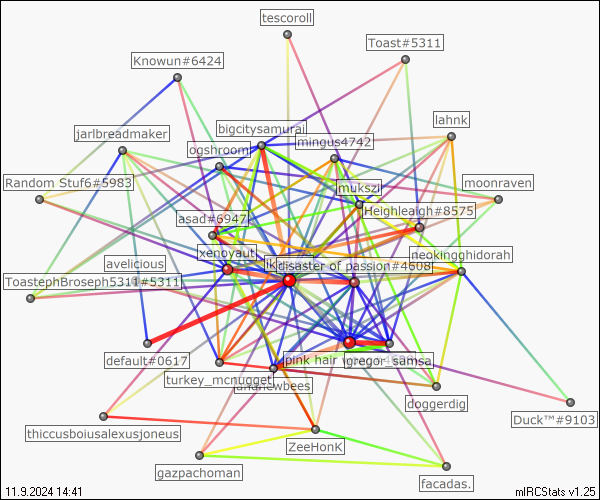 tescoroll
Toast#5311
Knowun#6424
lahnk
bigcitysamurai
jarlbreadmaker
mingus4742
ogshroom
Random Stuf6#5983
mukszi
moonraven
Heighleaigh#8575
asad#6947
xenoyaut
neokingghidorah
avelicious
disaster of passion#4608
ToastephBroseph5311#5311
default#0617
pink hair
gregor_samsa
turkey_mcnugget
ananewbees
doggerdig
Duck™#9103
thiccusboiusalexusjoneus
ZeeHonK
gazpachoman
facadas.
11.9.2024 14:41
mIRCStats v1.25